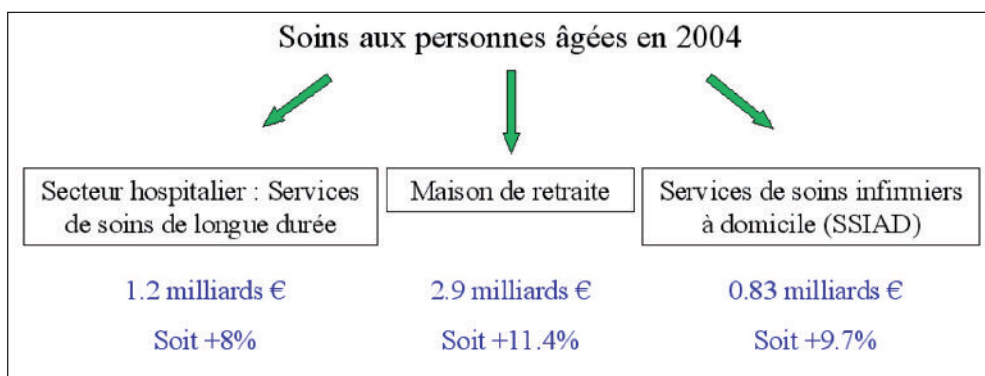 Soins aux personnes âgées en 2004
Secteur hospitalier : Services
de soins de longue durée
Maison de retraite
Services de soins infirmiers
à domicile (SSIAD)
1.2 milliards €
2.9 milliards €
0.83 milliards €
Soit +8%
Soit +11.4%
Soit +9.7%